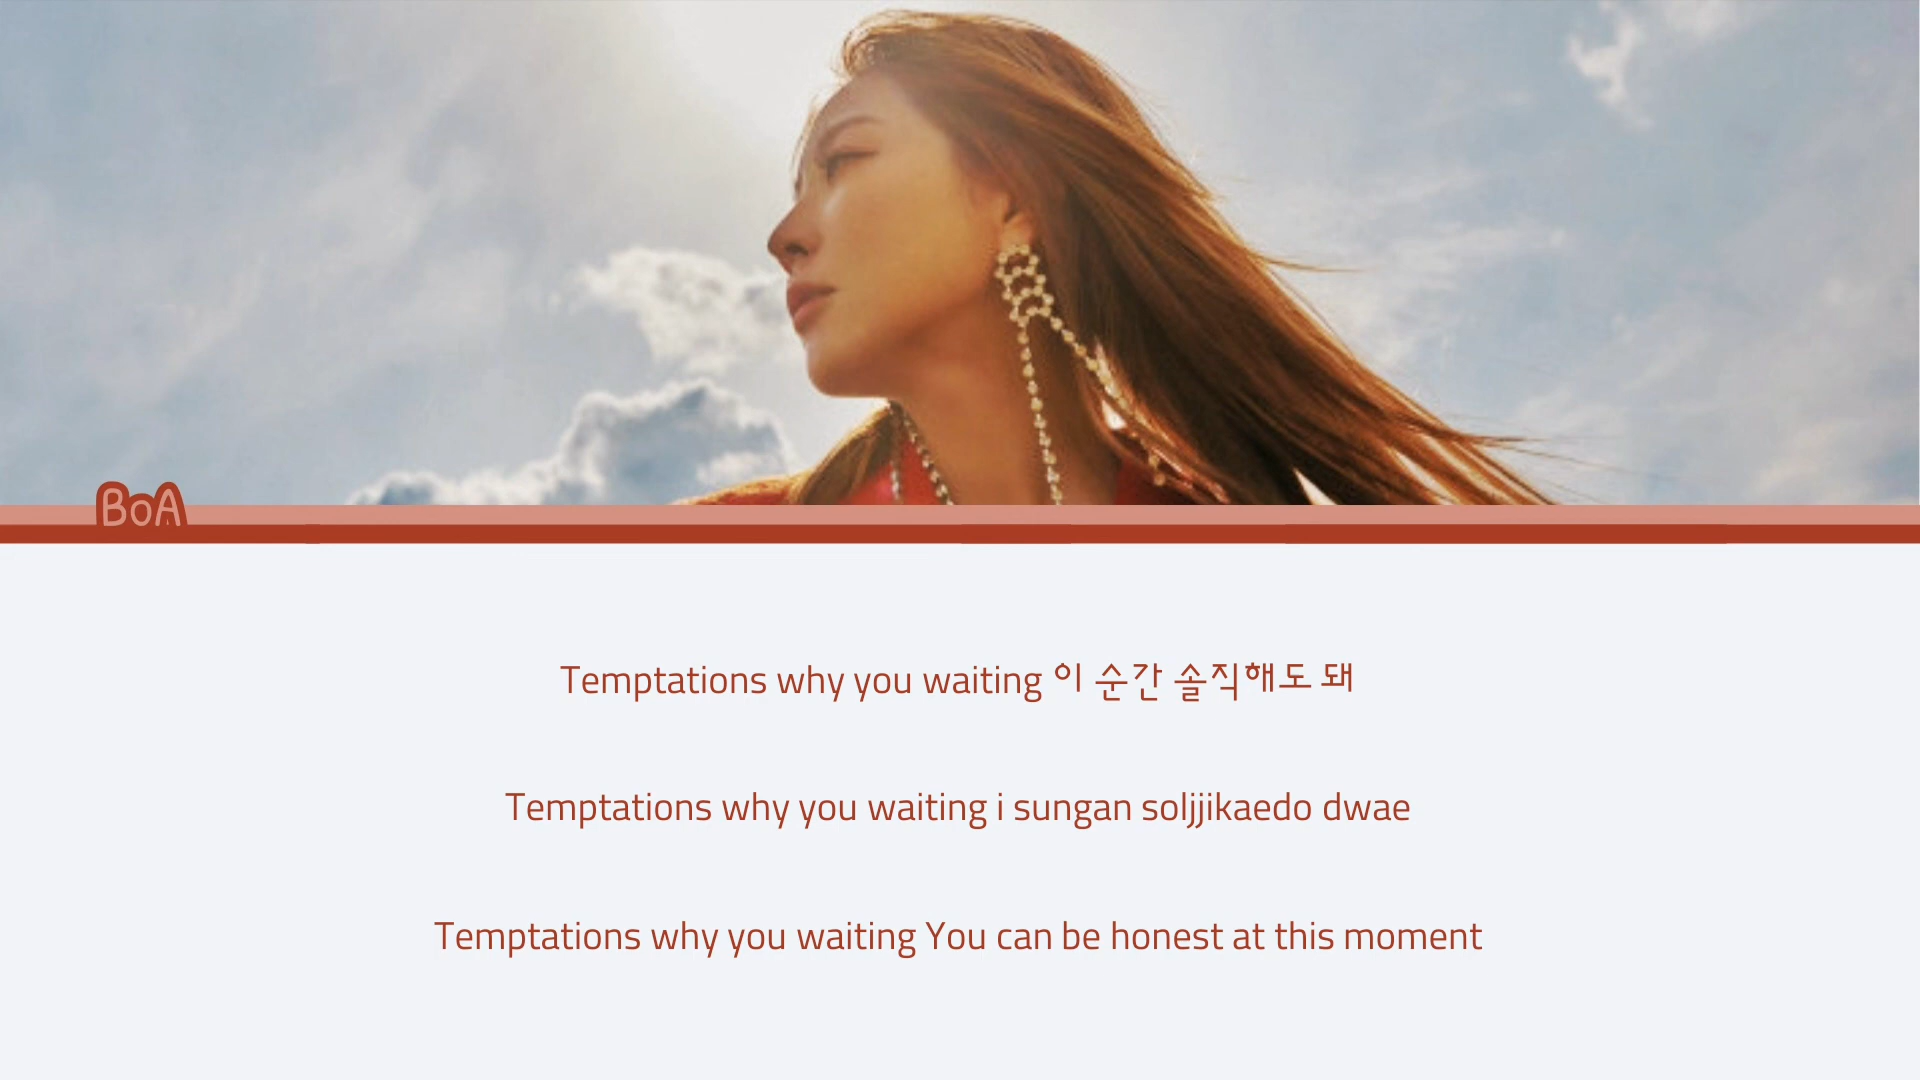 BoA
Temptations why you waiting 이 순간 솔직해도 돼
Temptations why you waiting i sungan soljjikaedo dwae
Temptations why you waiting You can be honest at this moment